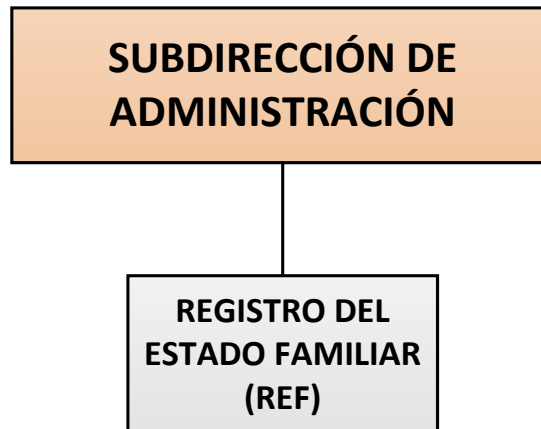 SUBDIRECCIÓN DE
ADMINISTRACIÓN
REGISTRO DEL
ESTADO FAMILIAR
(REF)